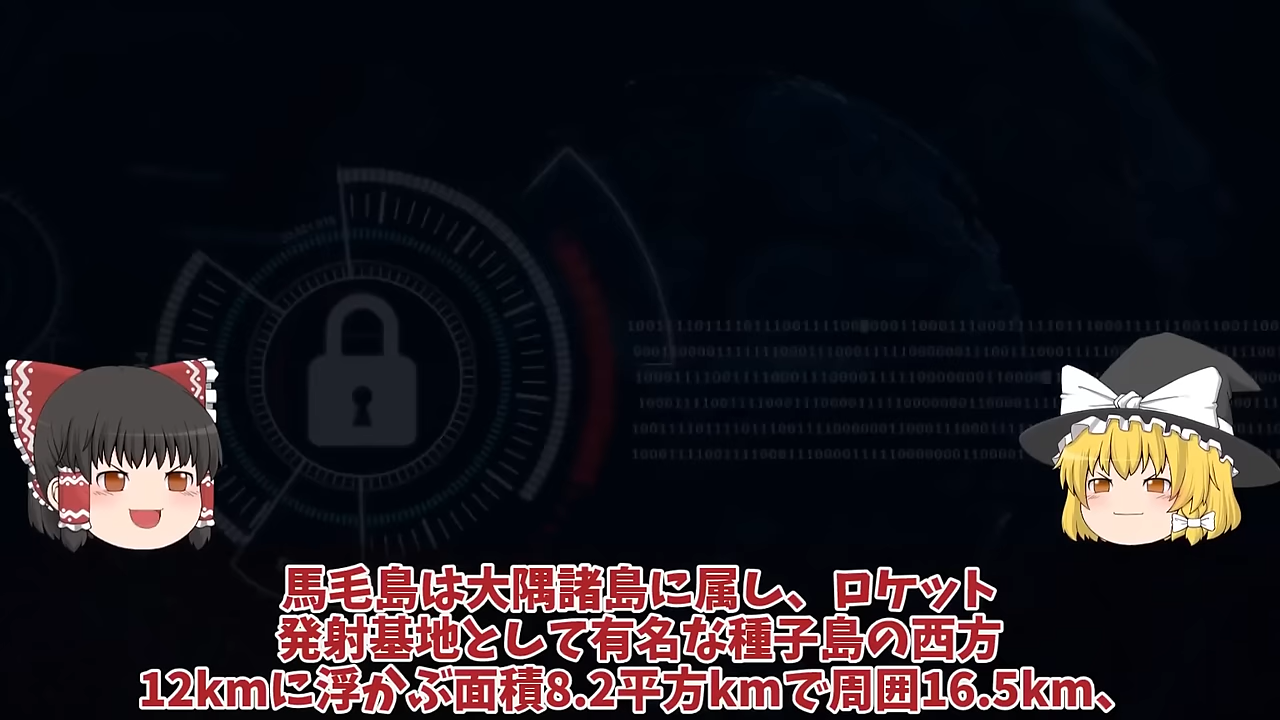 馬毛島は大隅諸島に属し、ロケット
発射基地として有名な種子島の西方
12kmに浮かぶ面積8.2平方kmで周囲16.5km、